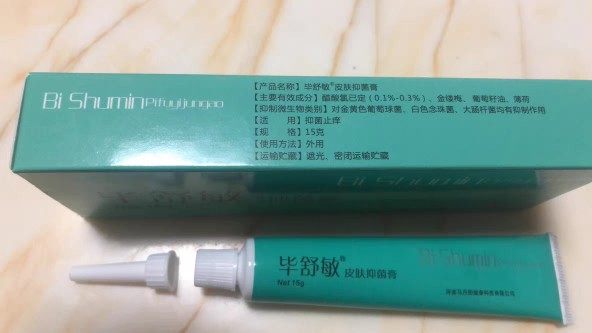 Bi Shumin Pifuyijungao
【产品名称】毕舒敏®皮肤抑菌膏
【主要有效成分】醋酸氯已定（0.1%-0.3%）、金缕梅、葡萄籽油、薄荷
【抑制微生物类别】对金黄色葡萄球菌、白色念珠菌、大肠杆菌均有抑制作用
【适 用】抑菌止痒
【规 格】15克
【使用方法】外用
【运输贮藏】遮光、密闭运输贮藏
Bi Shumin
毕舒敏® 皮肤抑菌膏
Net 15g
Bi Shumin